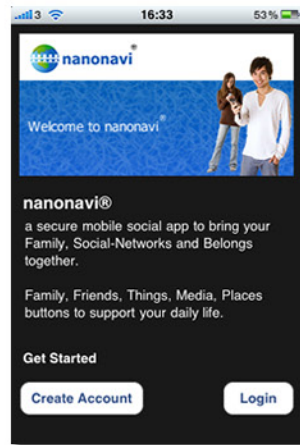 3 16:33 53%
nanonavi®
Welcome to nanonavi®
nanonavi®
a secure mobile social app to bring your
Family, Social-Networks and Belongs
together.
Family, Friends, Things, Media, Places
buttons to support your daily life.
Get Started
Create Account Login